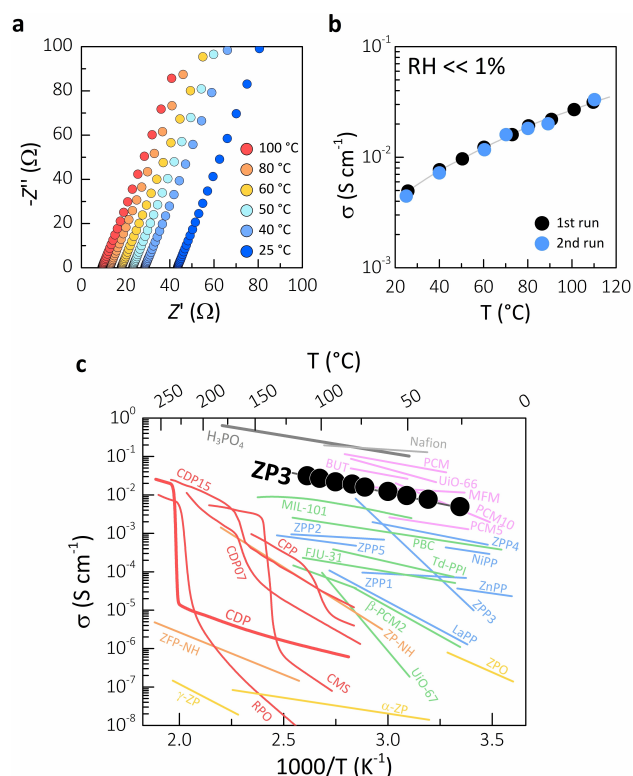 a
100
80
60
40
20
0
-Z'' (Ω)
100 °C
80 °C
60 °C
50 °C
40 °C
25 °C
0
20
40
60
80
100
Z' (Ω)
b
10⁻¹
10⁻²
10⁻³
σ (S cm⁻¹)
RH << 1%
1st run
2nd run
20
40
60
80
100
120
T (°C)
c
T (°C)
250
200
150
100
50
0
10⁰
10⁻¹
10⁻²
10⁻³
10⁻⁴
10⁻⁵
10⁻⁶
10⁻⁷
10⁻⁸
σ (S cm⁻¹)
H₃PO₄
Nafion
PCM
BUT
UiO-66
ZP3
MFM
CDP15
PCM10
MIL-101
PCM5
ZPP2
ZPP4
PBC
CPP
ZPP5
NiPP
FJU-31
Td-PPI
CDP07
ZPP1
ZnPP
ZPP3
β-PCM2
CDP
LaPP
ZP-NH
ZFP-NH
ZPO
UiO-67
CMS
γ-ZP
RPO
α-ZP
2.0
2.5
3.0
3.5
1000/T (K⁻¹)